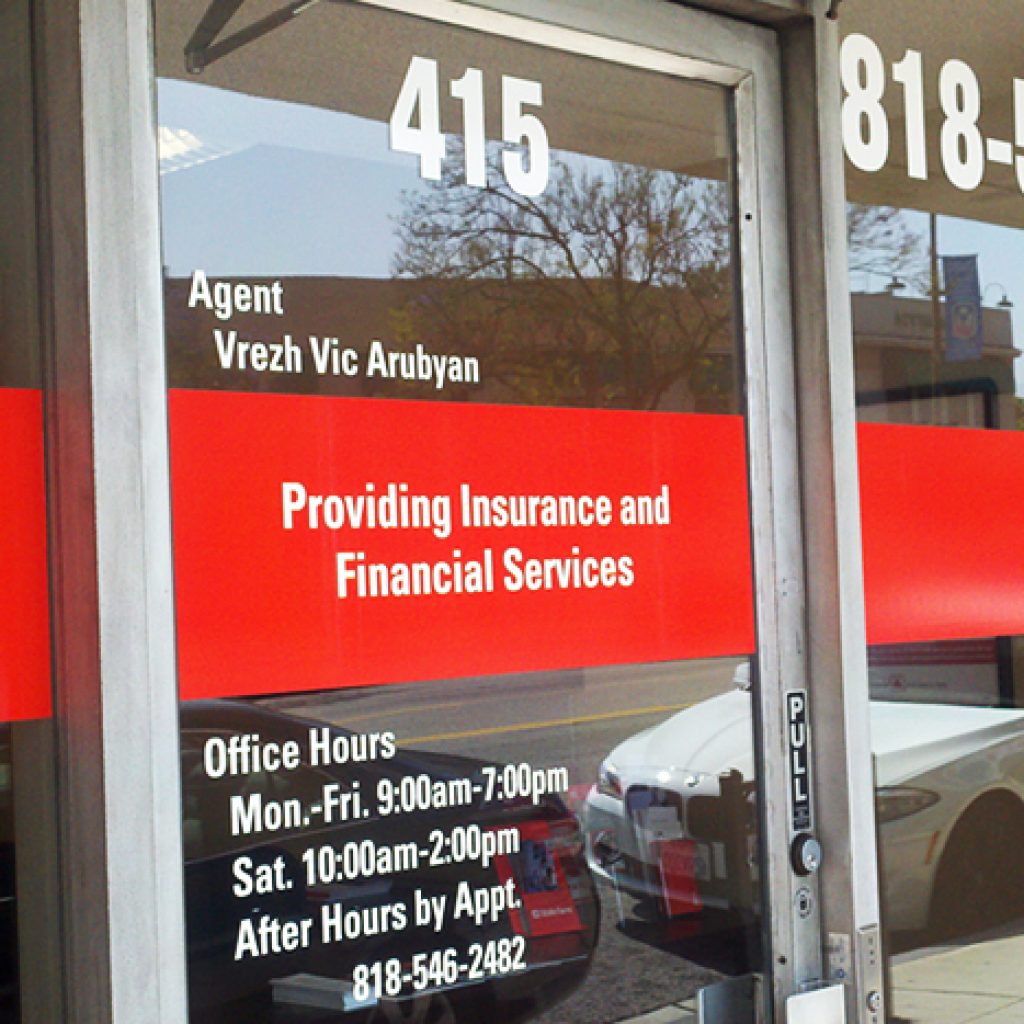 415
818-5
Agent
Vrezh Vic Arubyan
Providing Insurance and
Financial Services
Office Hours
Mon.-Fri. 9:00am-7:00pm
Sat. 10:00am-2:00pm
After Hours by Appt.
818-546-2482
PULL